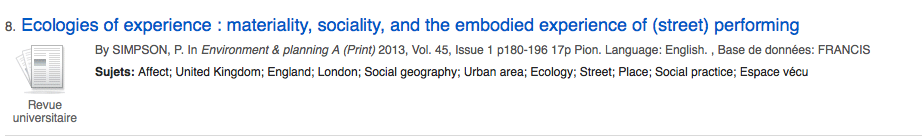 8. Ecologies of experience : materiality, sociality, and the embodied experience of (street) performing
By SIMPSON, P. In Environment & planning A (Print) 2013, Vol. 45, Issue 1 p180-196 17p Pion. Language: English. , Base de données: FRANCIS
Sujets: Affect; United Kingdom; England; London; Social geography; Urban area; Ecology; Street; Place; Social practice; Espace vécu
Revue
universitaire